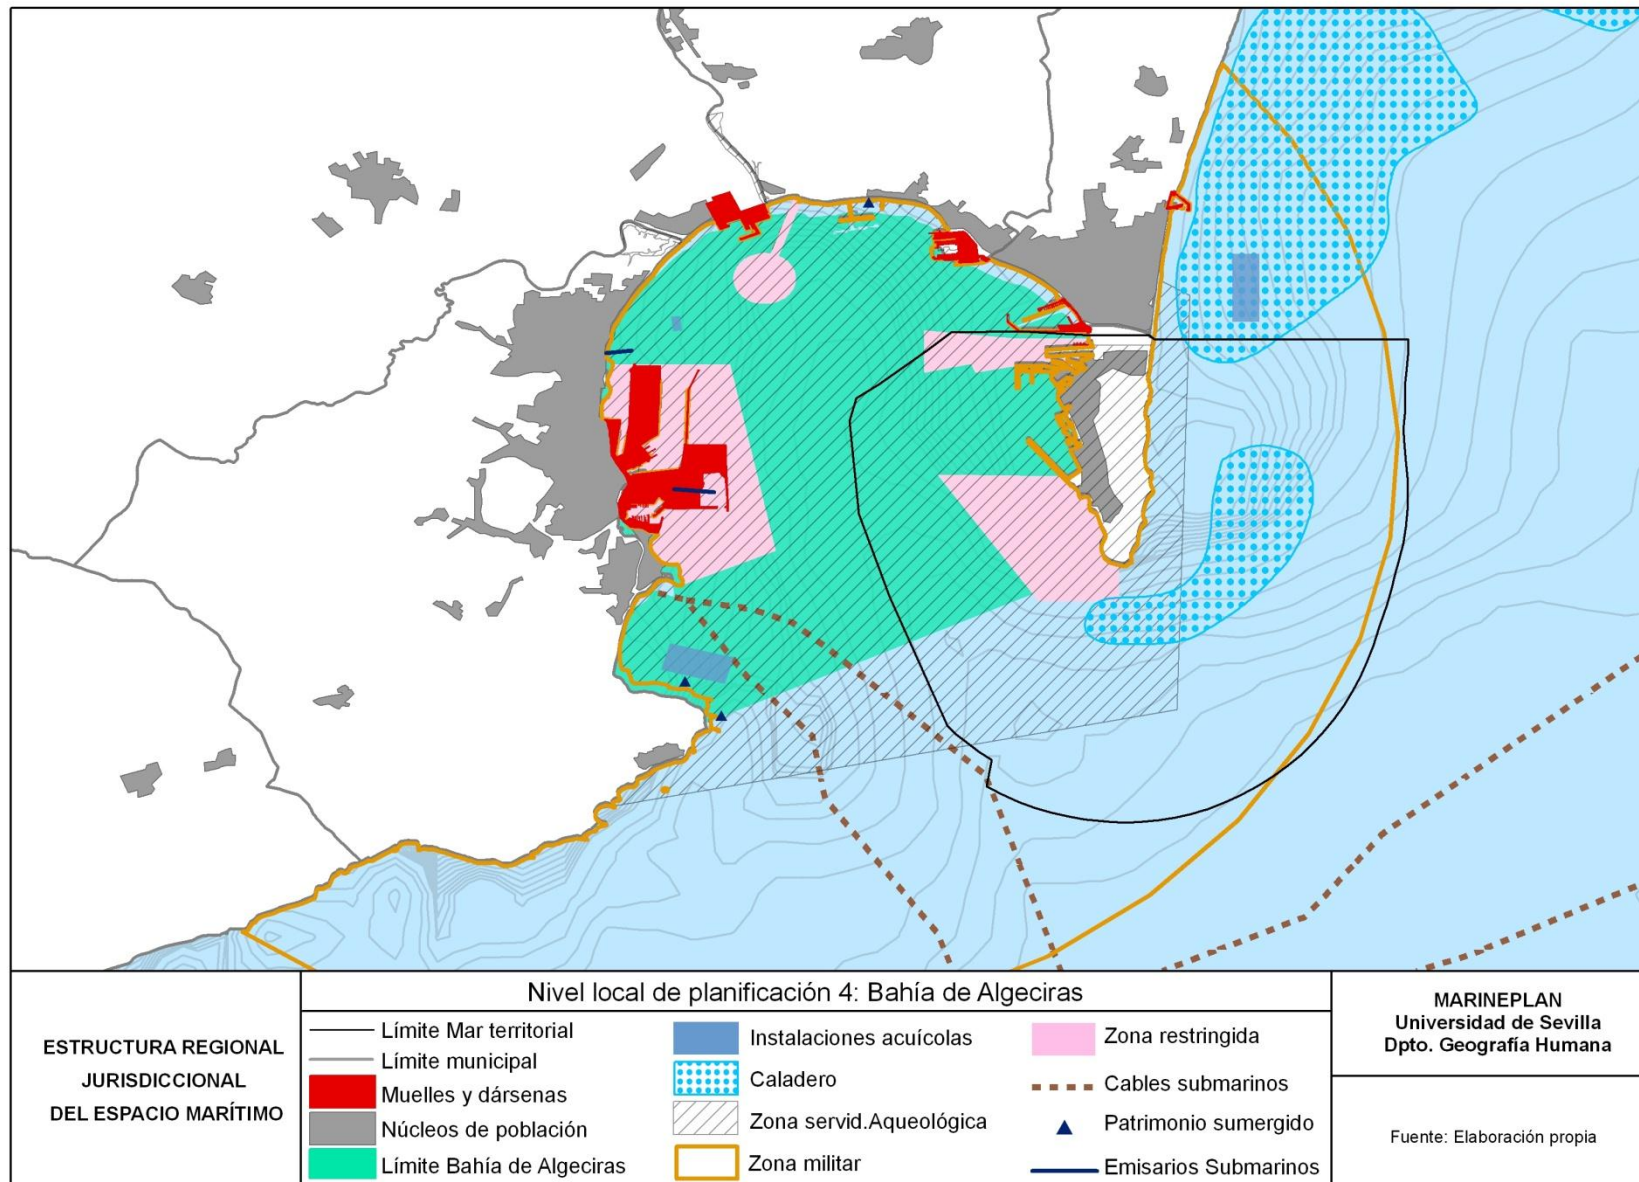 ESTRUCTURA REGIONAL
JURISDICCIONAL
DEL ESPACIO MARÍTIMO
Nivel local de planificación 4: Bahía de Algeciras
Límite Mar territorial
Límite municipal
Muelles y dársenas
Núcleos de población
Límite Bahía de Algeciras
Instalaciones acuícolas
Caladero
Zona servid.Aqueológica
Zona militar
Zona restringida
Cables submarinos
Patrimonio sumergido
Emisarios Submarinos
MARINEPLAN
Universidad de Sevilla
Dpto. Geografía Humana
Fuente: Elaboración propia